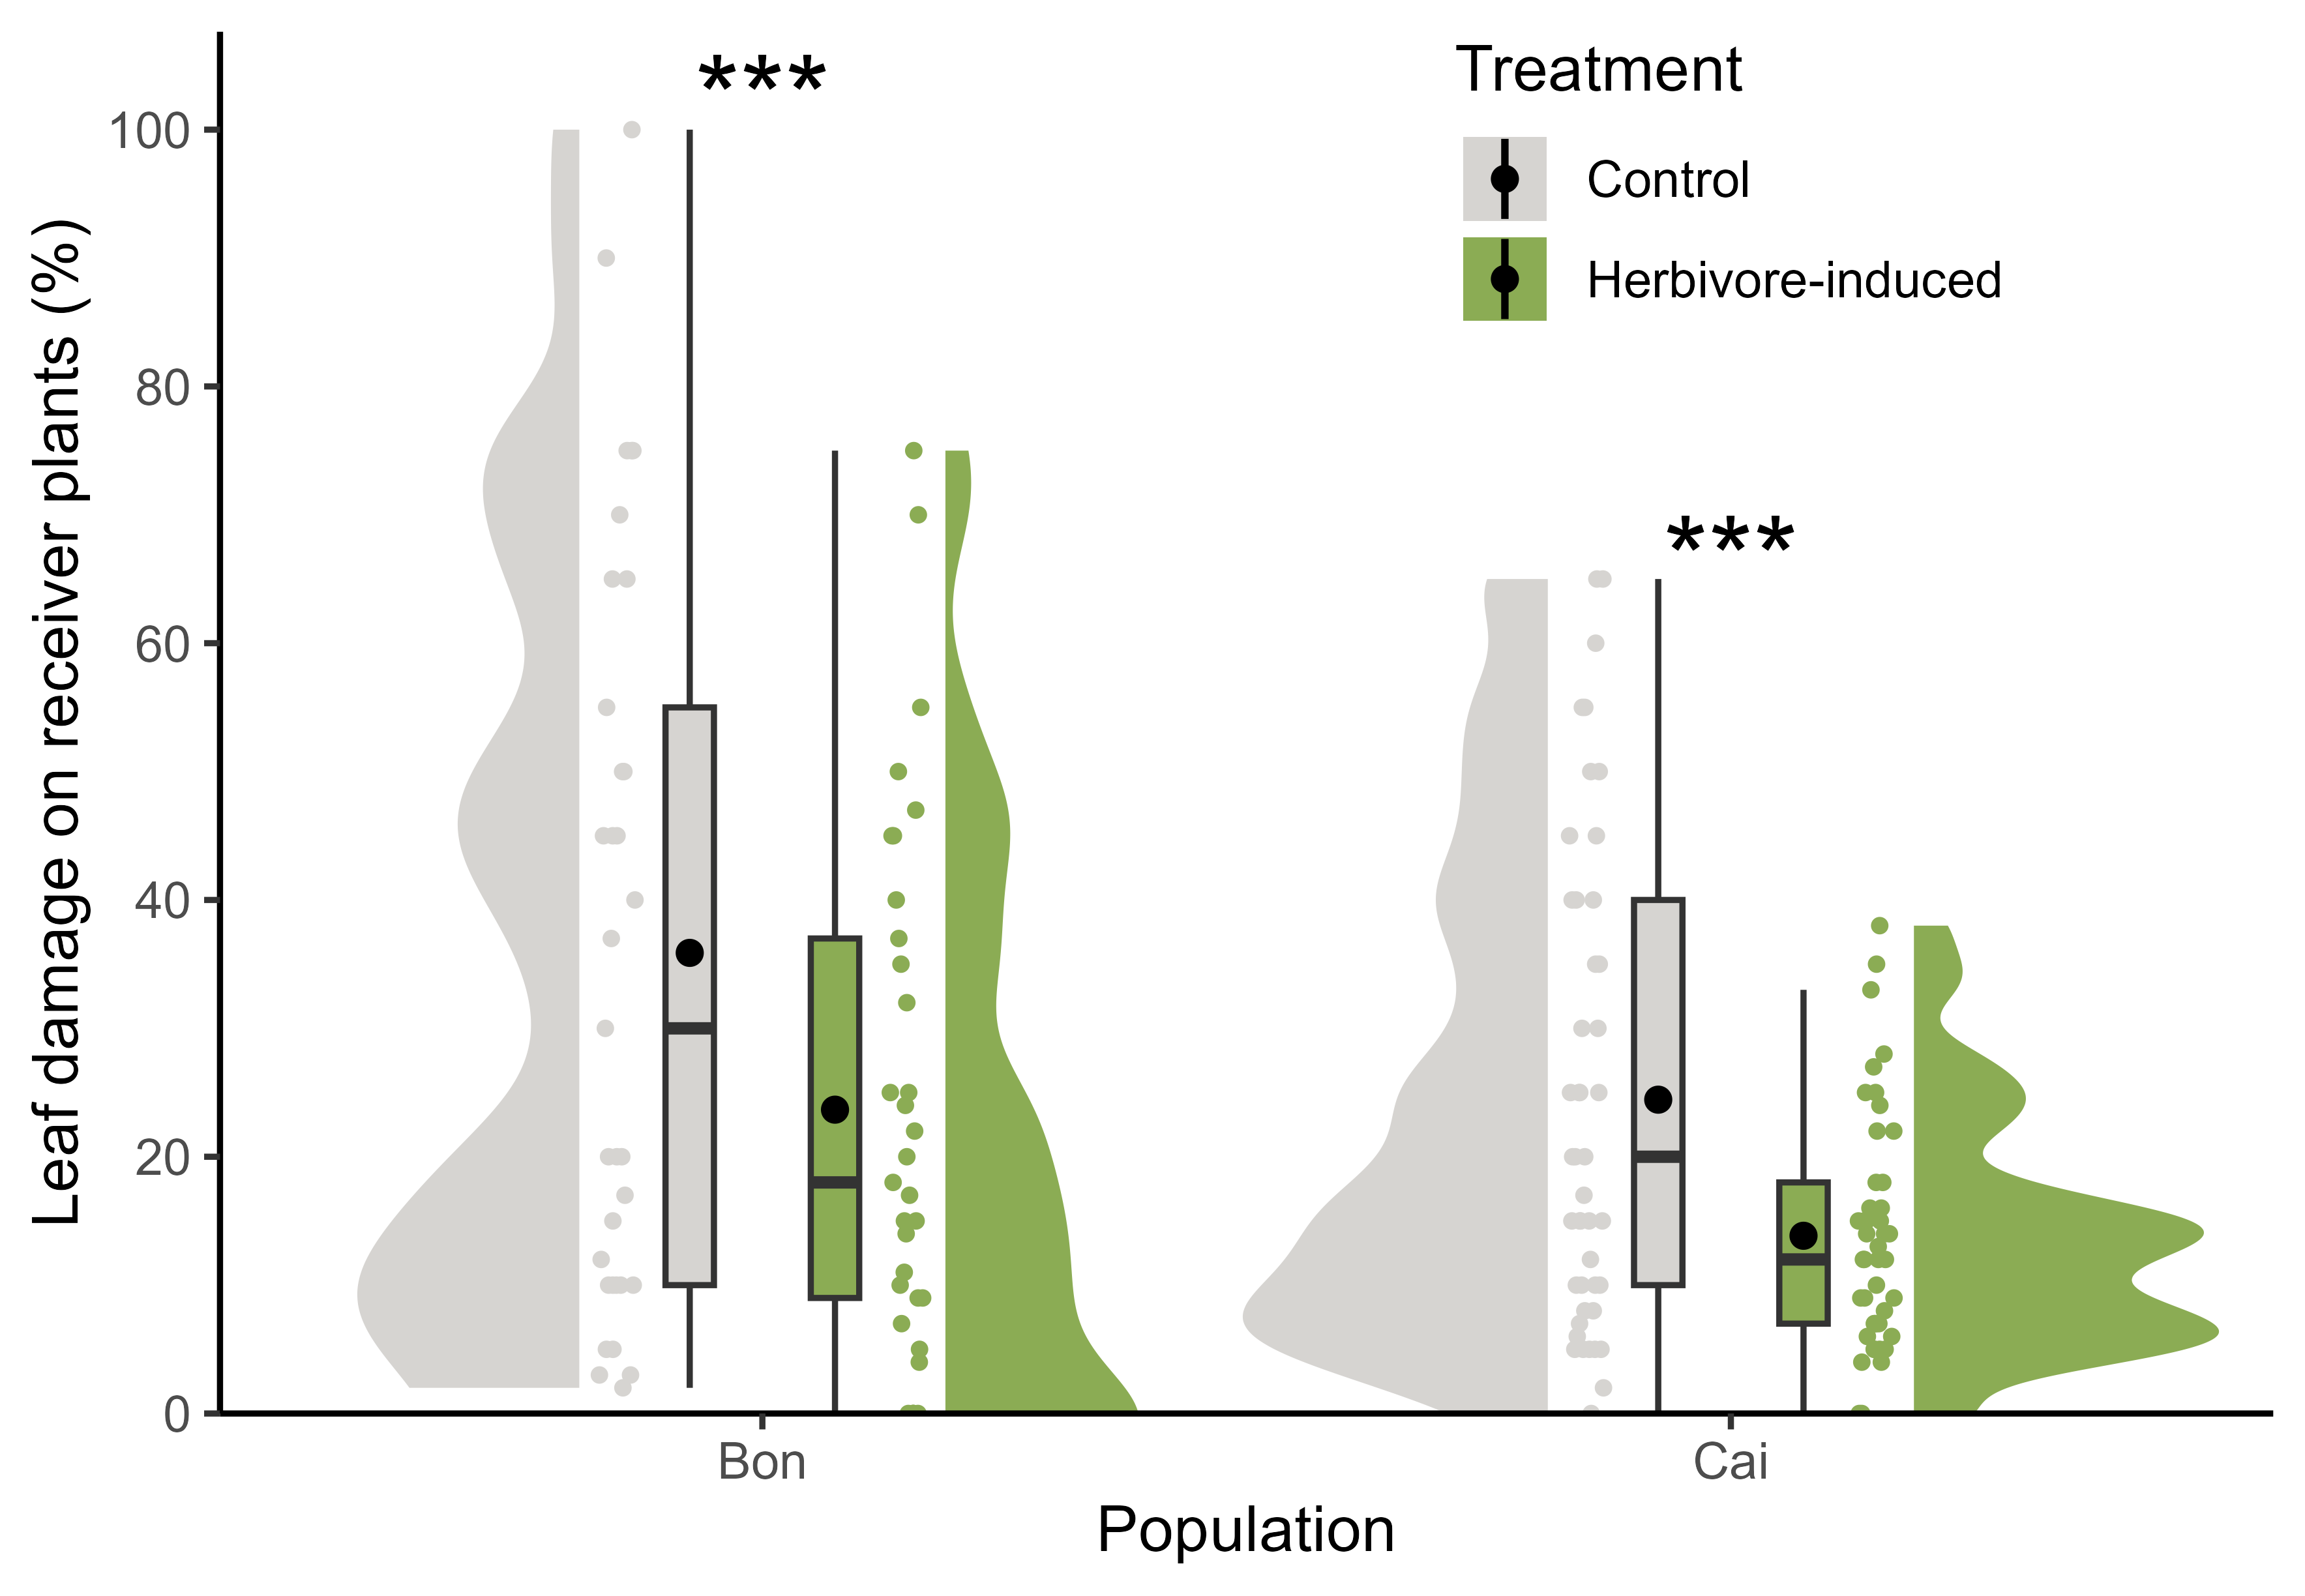 Leaf damage on receiver plants (%)
100
80
60
40
20
0
***
***
Treatment
Control
Herbivore-induced
Bon
Cai
Population